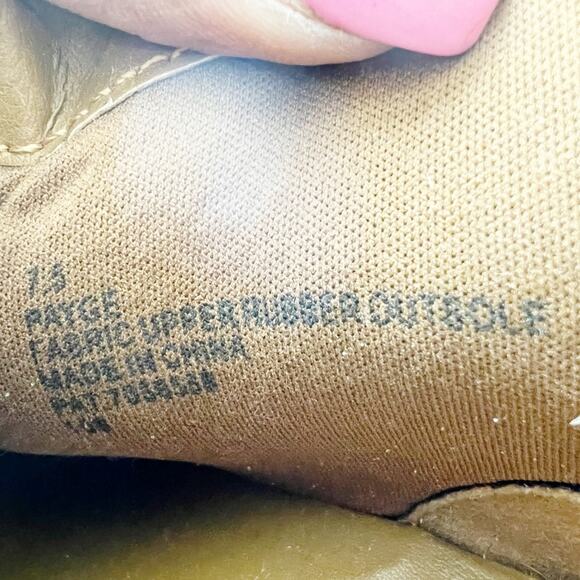 7.5
PAYGE
FABRIC UPPER RUBBER OUTSOLE
MADE IN CHINA
PAT